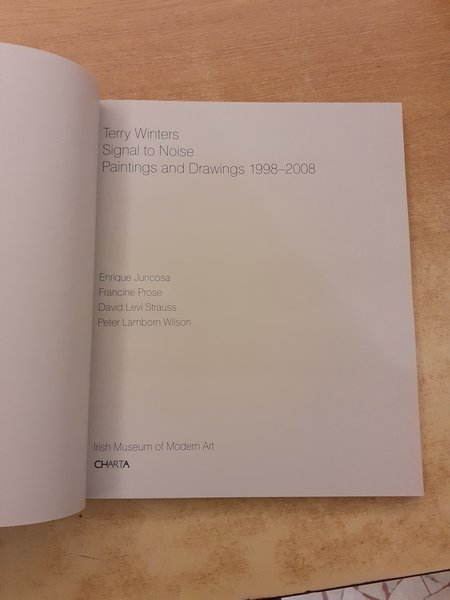 Terry Winters
Signal to Noise
Paintings and Drawings 1998–2008
Enrique Juncosa
Francine Prose
David Levi Strauss
Peter Lamborn Wilson
Irish Museum of Modern Art
CHARTA